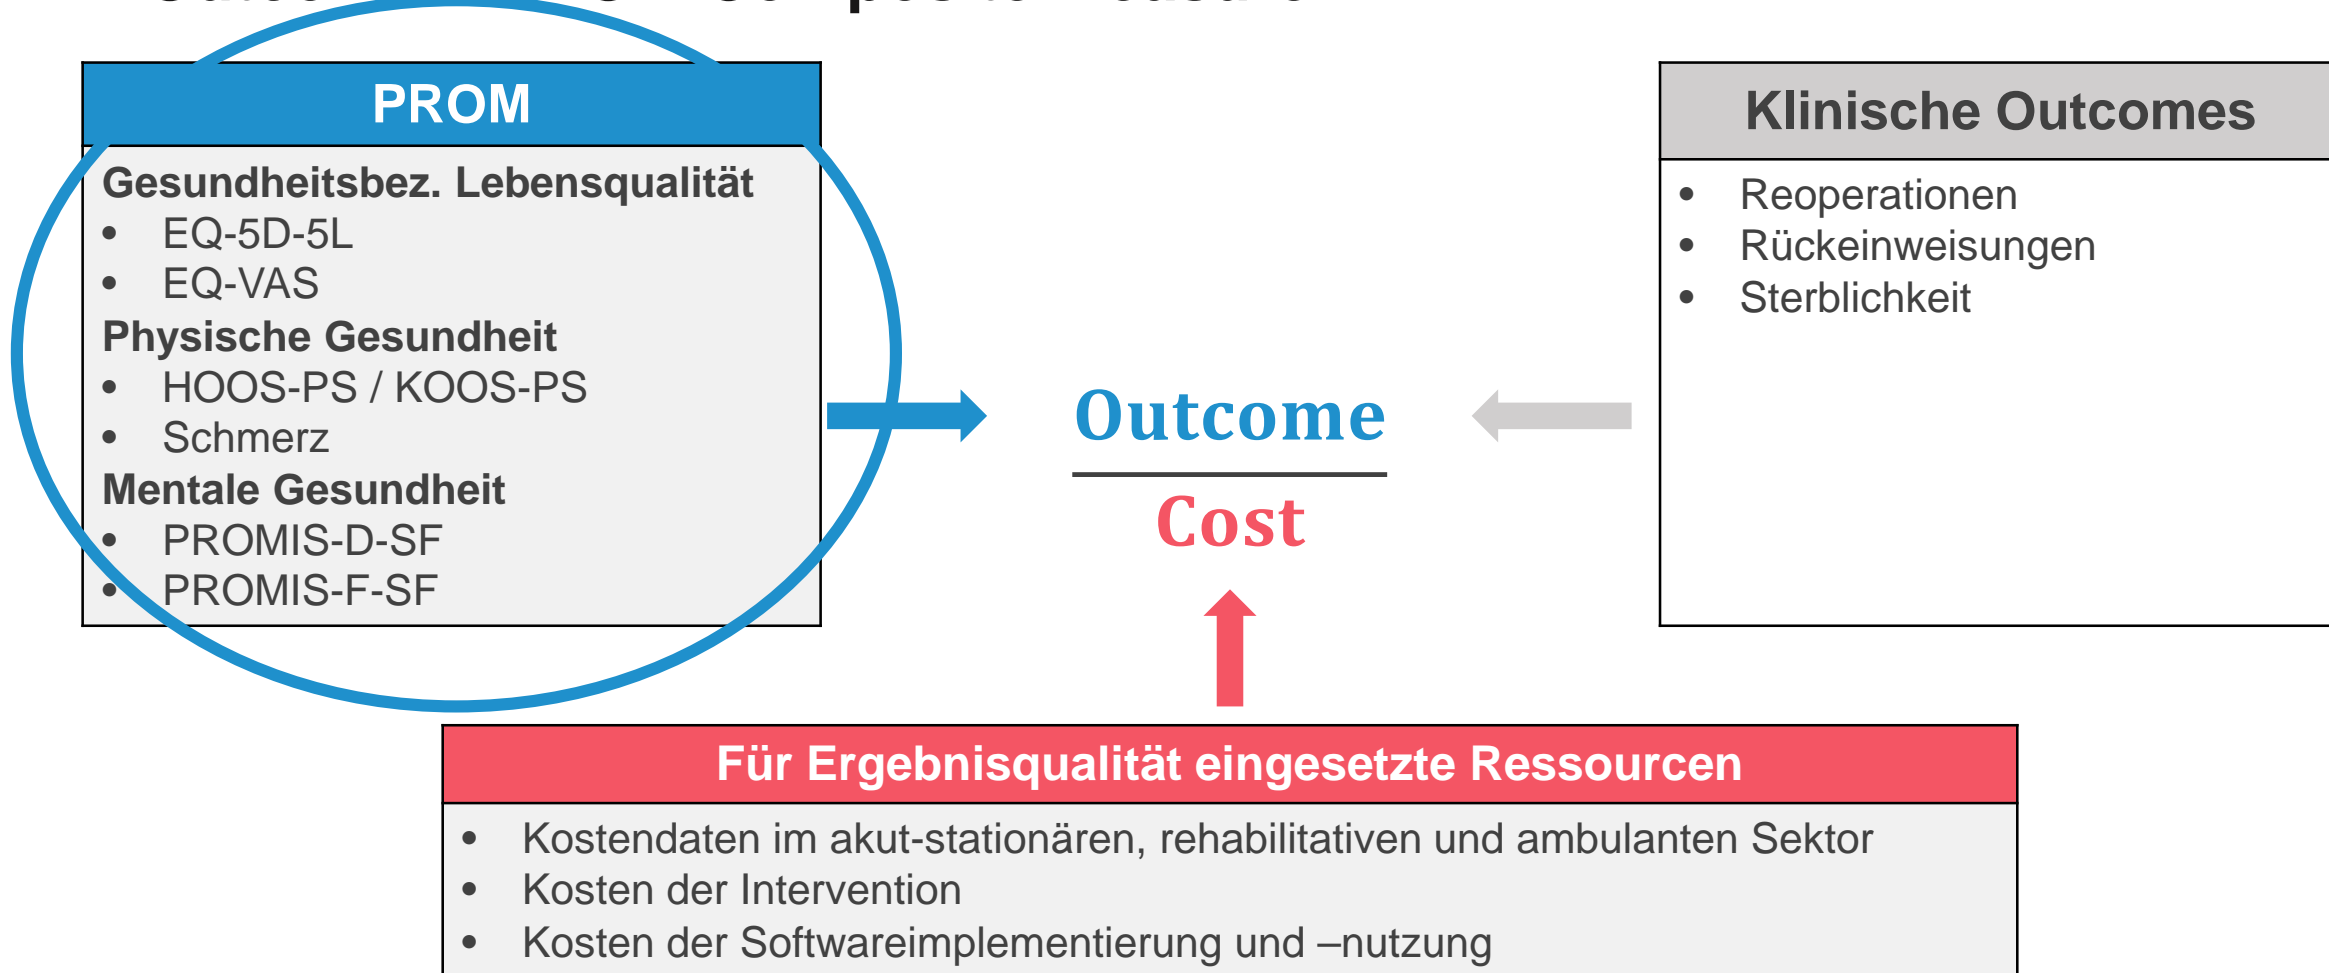 PROM
Gesundheitsbez. Lebensqualität
• EQ-5D-5L
• EQ-VAS
Physische Gesundheit
• HOOS-PS / KOOS-PS
• Schmerz
Mentale Gesundheit
• PROMIS-D-SF
• PROMIS-F-SF
Outcome
Cost
Klinische Outcomes
• Reoperationen
• Rückeinweisungen
• Sterblichkeit
Für Ergebnisqualität eingesetzte Ressourcen
• Kostendaten im akut-stationären, rehabilitativen und ambulanten Sektor
• Kosten der Intervention
• Kosten der Softwareimplementierung und –nutzung